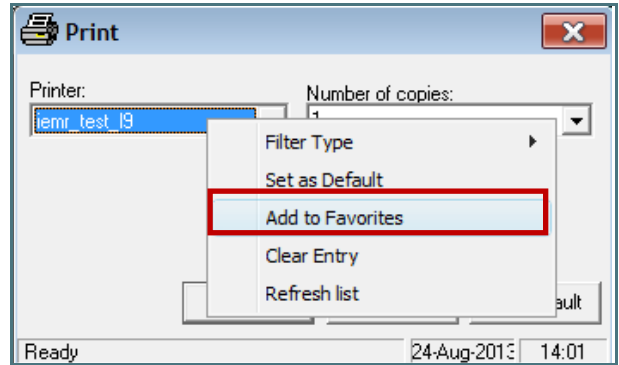 Print
Printer:
Number of copies:
iemr_test_l9
1
Filter Type
Set as Default
Add to Favorites
Clear Entry
Refresh list
ault
Ready
24-Aug-2013
14:01